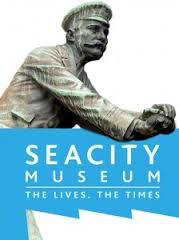 SEACITY
MUSEUM
THE LIVES. THE TIMES